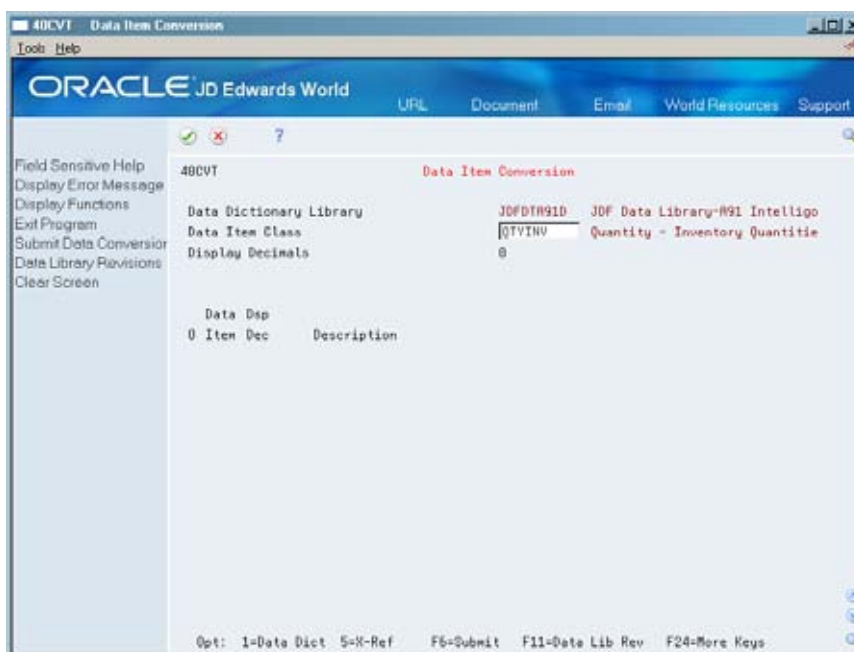 40CVT Data Item Conversion
Tools Help
ORACLE JD Edwards World
URL Document Email World Resources Support
?
Field Sensitive Help
Display Error Message
Display Functions
Exit Program
Submit Data Conversion
Data Library Revisions
Clear Screen
40CVT Data Item Conversion
Data Dictionary Library JDFDTA91D JDF Data Library-A91 Intelligo
Data Item Class QTYINV Quantity - Inventory Quantitie
Display Decimals 0
Data Dsp
O Item Dec Description
Opt: 1=Data Dict 5=X-Ref F6=Submit F11=Data Lib Rev F24=More Keys